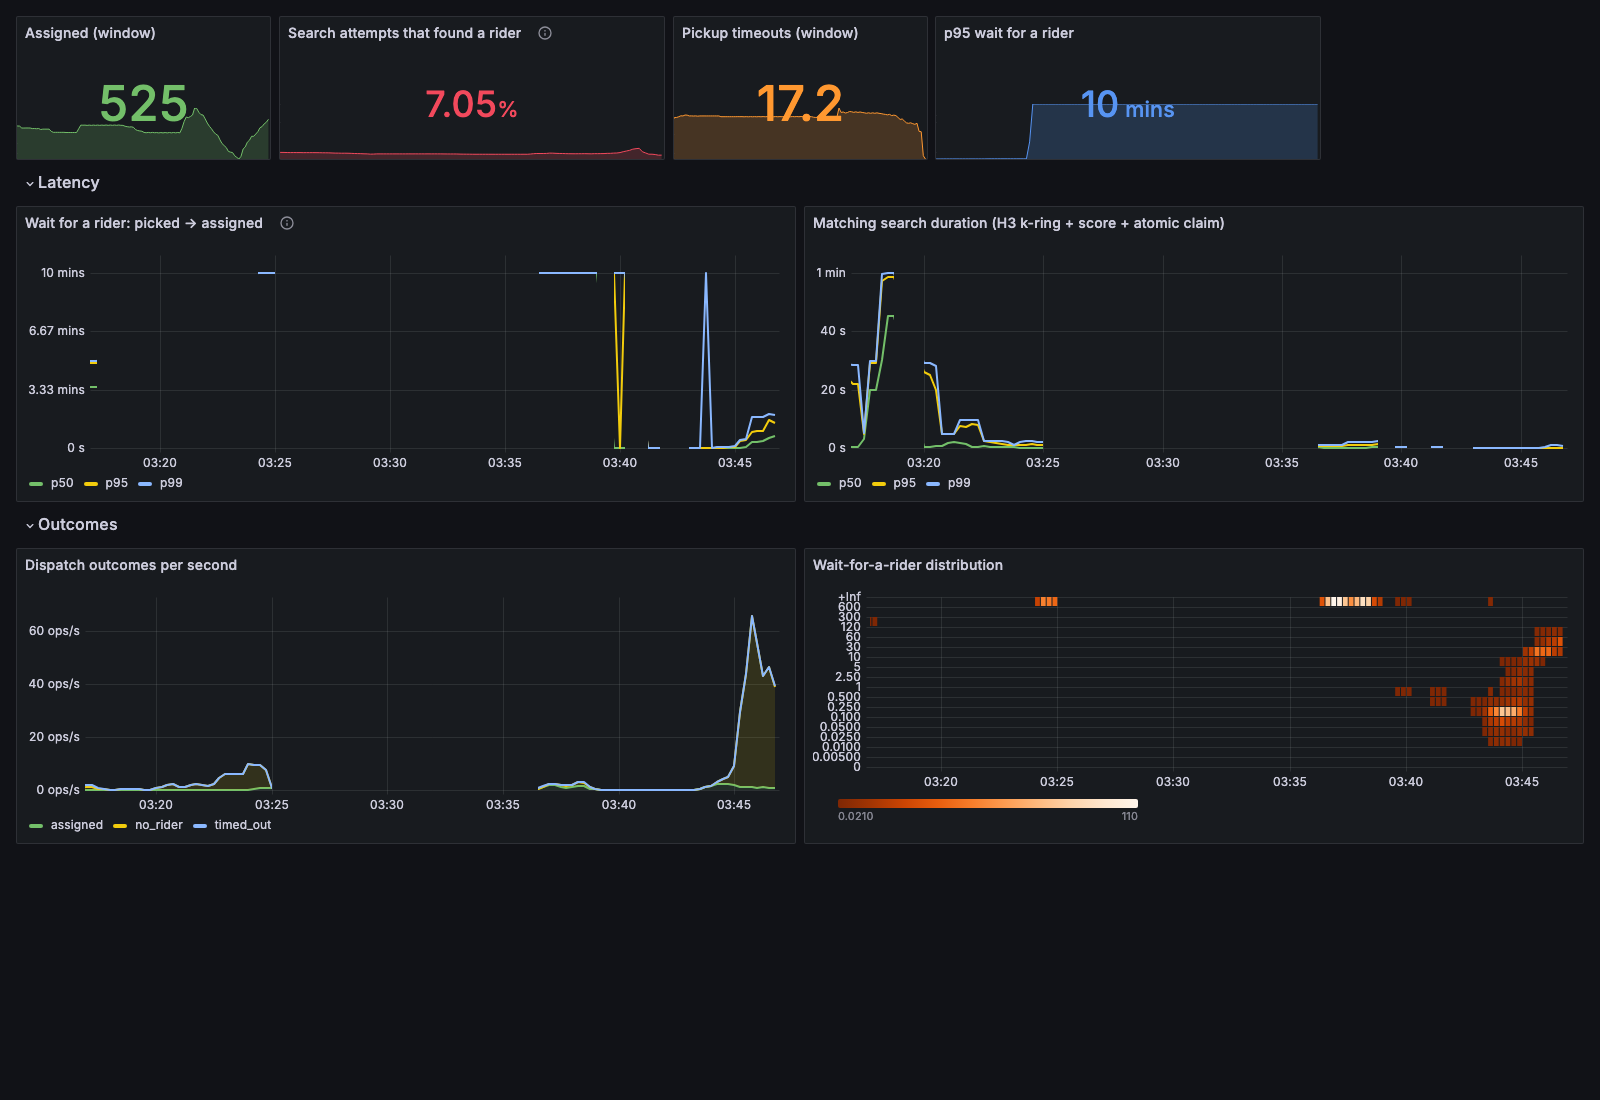 Assigned (window)
525
Search attempts that found a rider
7.05%
Pickup timeouts (window)
17.2
p95 wait for a rider
10 mins
Latency
Wait for a rider: picked → assigned
10 mins
6.67 mins
3.33 mins
0 s
03:20 03:25 03:30 03:35 03:40 03:45
p50 p95 p99
Matching search duration (H3 k-ring + score + atomic claim)
1 min
40 s
20 s
0 s
03:20 03:25 03:30 03:35 03:40 03:45
p50 p95 p99
Outcomes
Dispatch outcomes per second
60 ops/s
40 ops/s
20 ops/s
0 ops/s
03:20 03:25 03:30 03:35 03:40 03:45
assigned no_rider timed_out
Wait-for-a-rider distribution
+Inf
600
300
120
60
30
10
5
2.50
1
0.500
0.250
0.100
0.0500
0.0250
0.0100
0.00500
0
03:20 03:25 03:30 03:35 03:40 03:45
0.0210 110